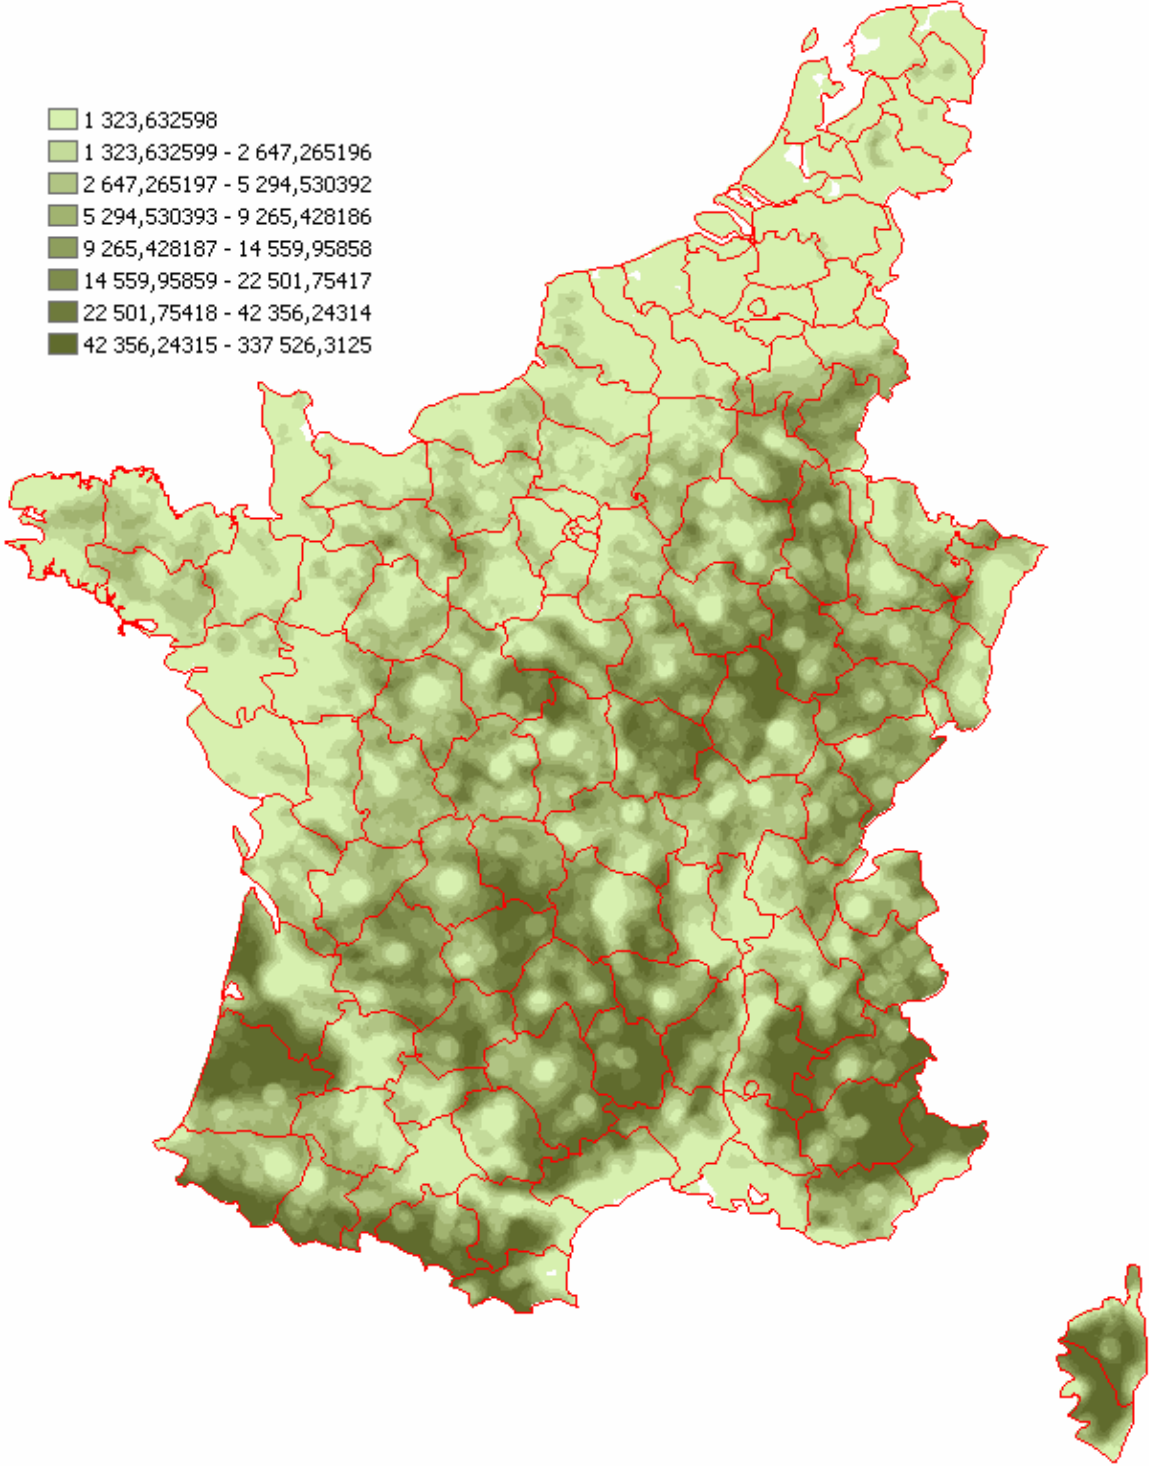 1 323,632598
1 323,632599 - 2 647,265196
2 647,265197 - 5 294,530392
5 294,530393 - 9 265,428186
9 265,428187 - 14 559,95858
14 559,95859 - 22 501,75417
22 501,75418 - 42 356,24314
42 356,24315 - 337 526,3125